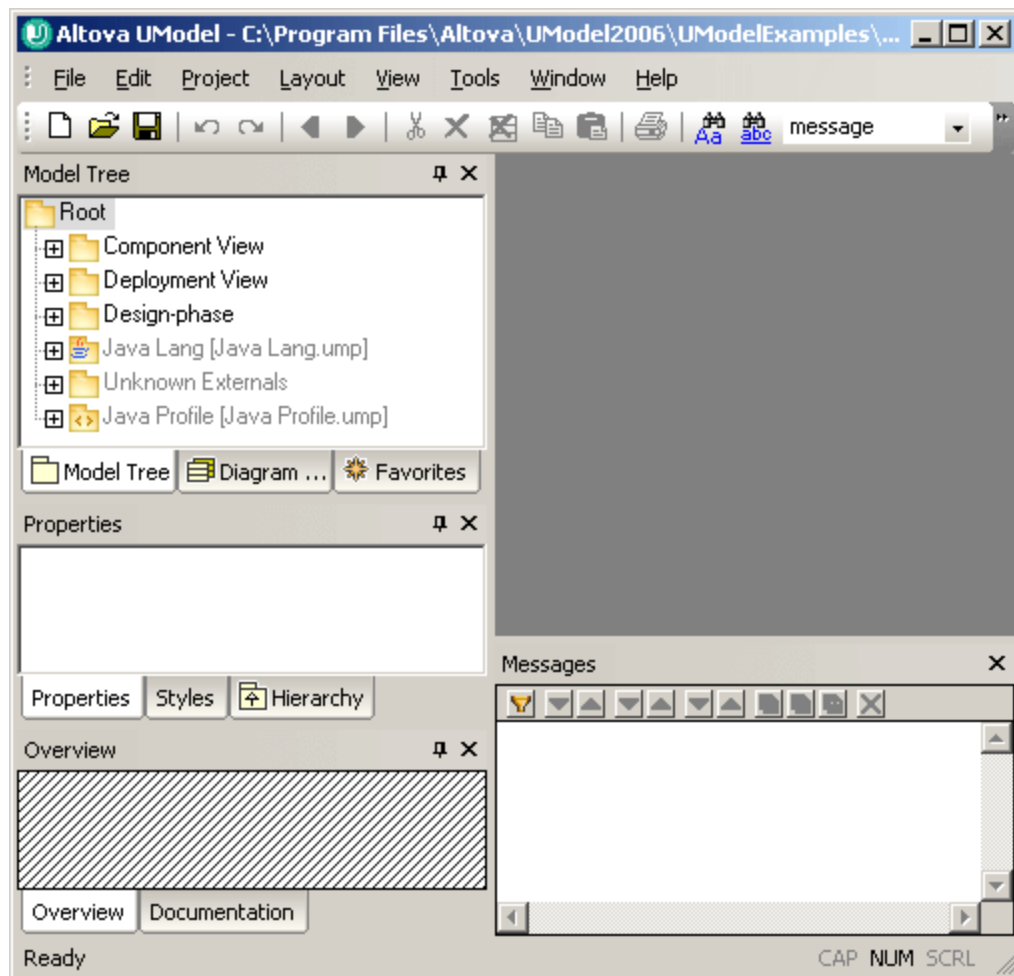 Altova UModel - C:\Program Files\Altova\UModel2006\UModelExamples\...
File Edit Project Layout View Tools Window Help
Aa abc message
Model Tree
Root
Component View
Deployment View
Design-phase
Java Lang [Java Lang.ump]
Unknown Externals
Java Profile [Java Profile.ump]
Model Tree Diagram ... Favorites
Properties
Properties Styles Hierarchy
Messages
Overview
Overview Documentation
Ready CAP NUM SCRL